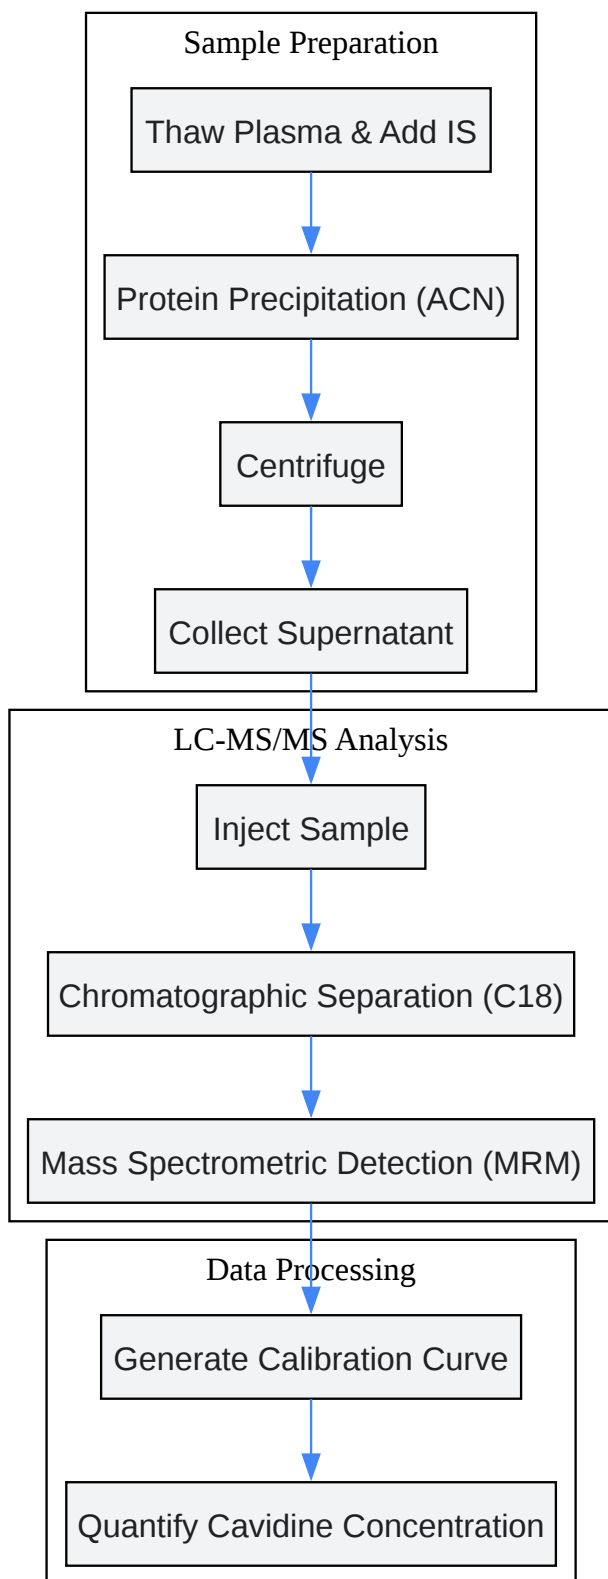 Sample Preparation
Thaw Plasma & Add IS
Protein Precipitation (ACN)
Centrifuge
Collect Supernatant
LC-MS/MS Analysis
Inject Sample
Chromatographic Separation (C18)
Mass Spectrometric Detection (MRM)
Data Processing
Generate Calibration Curve
Quantify Cavidine Concentration